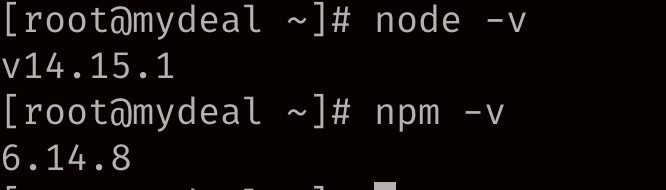 [root@mydeal ~]# node -v
v14.15.1
[root@mydeal ~]# npm -v
6.14.8